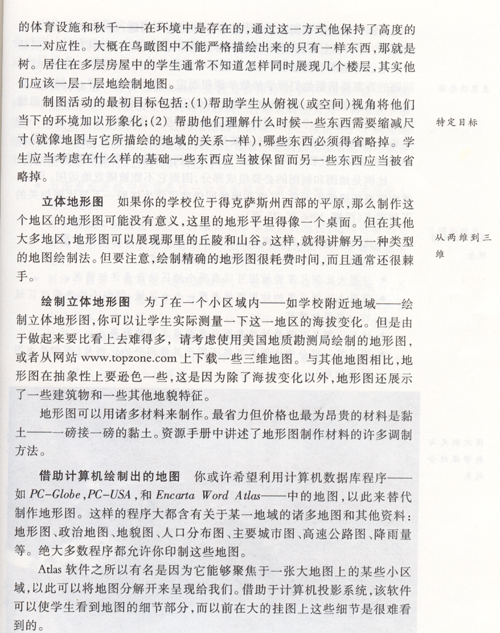 的体育设施和秋千——在环境中是存在的,通过这一方式他保持了高度的
一一对应性。大概在鸟瞰图中不能严格描绘出来的只有一样东西,那就是
树。居住在多层房屋中的学生通常不知道怎样同时展现几个楼层,其实他
们应该一层一层地绘制地图。
制图活动的最初目标包括:(1)帮助学生从俯视(或空间)视角将他们
当下的环境加以形象化;(2) 帮助他们理解什么时候一些东西需要缩减尺
寸(就像地图与它所描绘的地域的关系一样),哪些东西必须得省略掉。学
生应当考虑在什么样的基础一些东西应当被保留而另一些东西应当被省
略掉。
特定目标
立体地形图 如果你的学校位于得克萨斯州西部的平原,那么制作这
个地区的地形图可能没有意义,这里的地形平坦得像一个桌面。但在其他
大多地区,地形图可以展现那里的丘陵和山谷。这样,就得讲解另一种类型
的地图绘制法。但要注意,绘制精确的地形图很耗费时间,而且通常还很棘
手。
从两维到三
维
绘制立体地形图 为了在一个小区域内——如学校附近地域——绘
制立体地形图,你可以让学生实际测量一下这一地区的海拔变化。但是由
于做起来要比看上去难得多，请考虑使用美国地质勘测局绘制的地形图,
或者从网站 www.topzone.com 上下载一些三维地图。与其他地图相比,地
形图在抽象性上要逊色一些,这是因为除了海拔变化以外,地形图还展示
了一些建筑物和一些其他地貌特征。
地形图可以用诸多材料来制作。最省力但价格也最为昂贵的材料是黏
土——一磅接一磅的黏土。资源手册中讲述了地形图制作材料的许多调制
方法。
借助计算机绘制出的地图 你或许希望利用计算机数据库程序——
如 PC-Globe,PC-USA,和 Encarta Word Atlas——中的地图,以此来替代
制作地形图。这样的程序大都含有关于某一地域的诸多地图和其他资料:
地形图、政治地图、地貌图、人口分布图、主要城市图、高速公路图、降雨量
等。绝大多数程序都允许你印制这些地图。
Atlas 软件之所以有名是因为它能够聚焦于一张大地图上的某些小区
域,以此可以将地图分解开来呈现给我们。借助于计算机投影系统,该软件
可以使学生看到地图的细节部分,而以前在大的挂图上这些细节是很难看
到的。